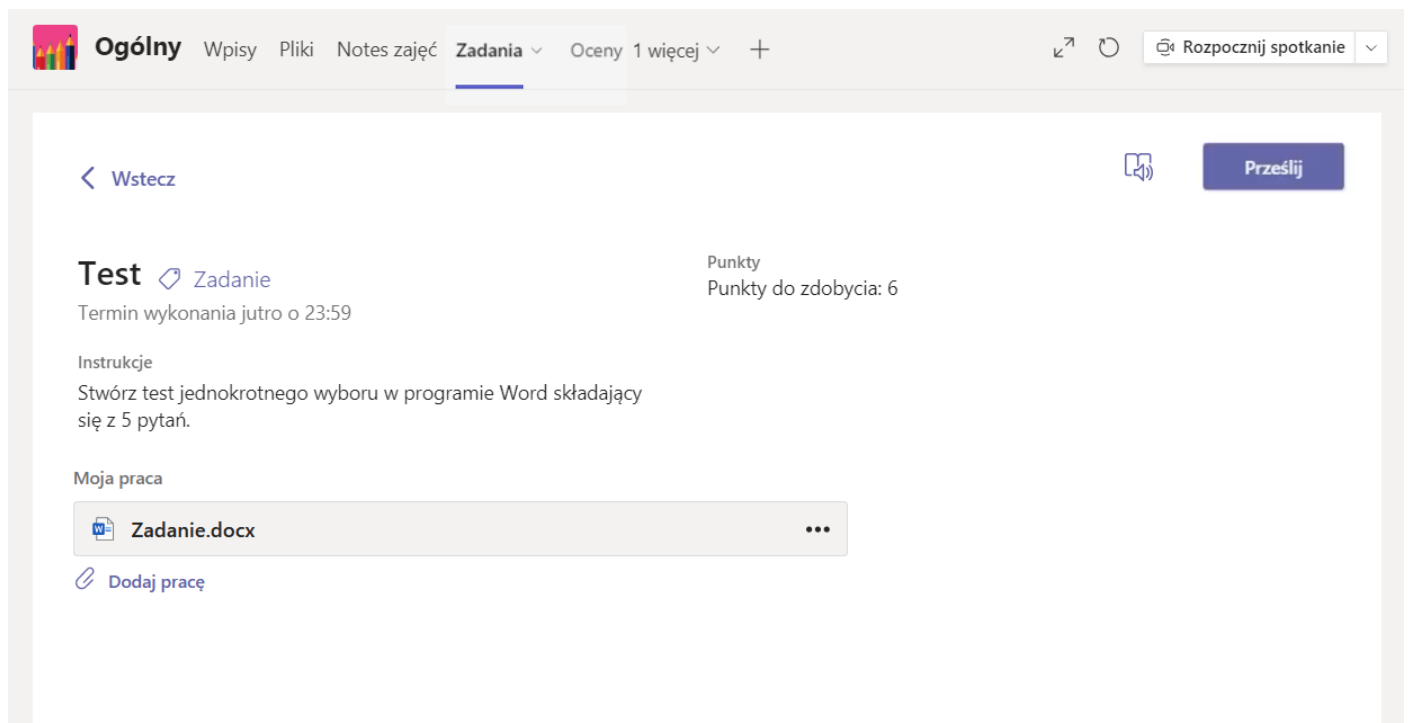 Ogólny Wpisy Pliki Notes zajęć Zadania Oceny 1 więcej Rozpocznij spotkanie
Wstecz
Prześlij
Test Zadanie
Termin wykonania jutro o 23:59
Punkty
Punkty do zdobycia: 6
Instrukcje
Stwórz test jednokrotnego wyboru w programie Word składający
się z 5 pytań.
Moja praca
Zadanie.docx
Dodaj pracę